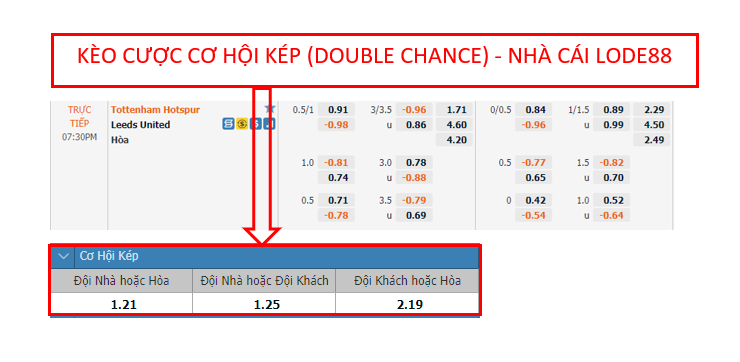 KÈO CƯỢC CƠ HỘI KÉP (DOUBLE CHANCE) - NHÀ CÁI LODE88
TRỰC TIẾP 07:30PM
Tottenham Hotspur 0.5/1 0.91 3/3.5 -0.96 1.71 0/0.5 0.84 1/1.5 0.89 2.29
Leeds United -0.98 u 0.86 4.60 -0.96 u 0.99 4.50
Hòa 4.20 2.49
1.0 -0.81 3.0 0.78 0.5 -0.77 1.5 -0.82
0.74 u -0.88 0.65 u 0.70
0.5 0.71 3.5 -0.79 0 0.42 1.0 0.52
-0.78 u 0.69 -0.54 u -0.64
Cơ Hội Kép
Đội Nhà hoặc Hòa Đội Nhà hoặc Đội Khách Đội Khách hoặc Hòa
1.21 1.25 2.19